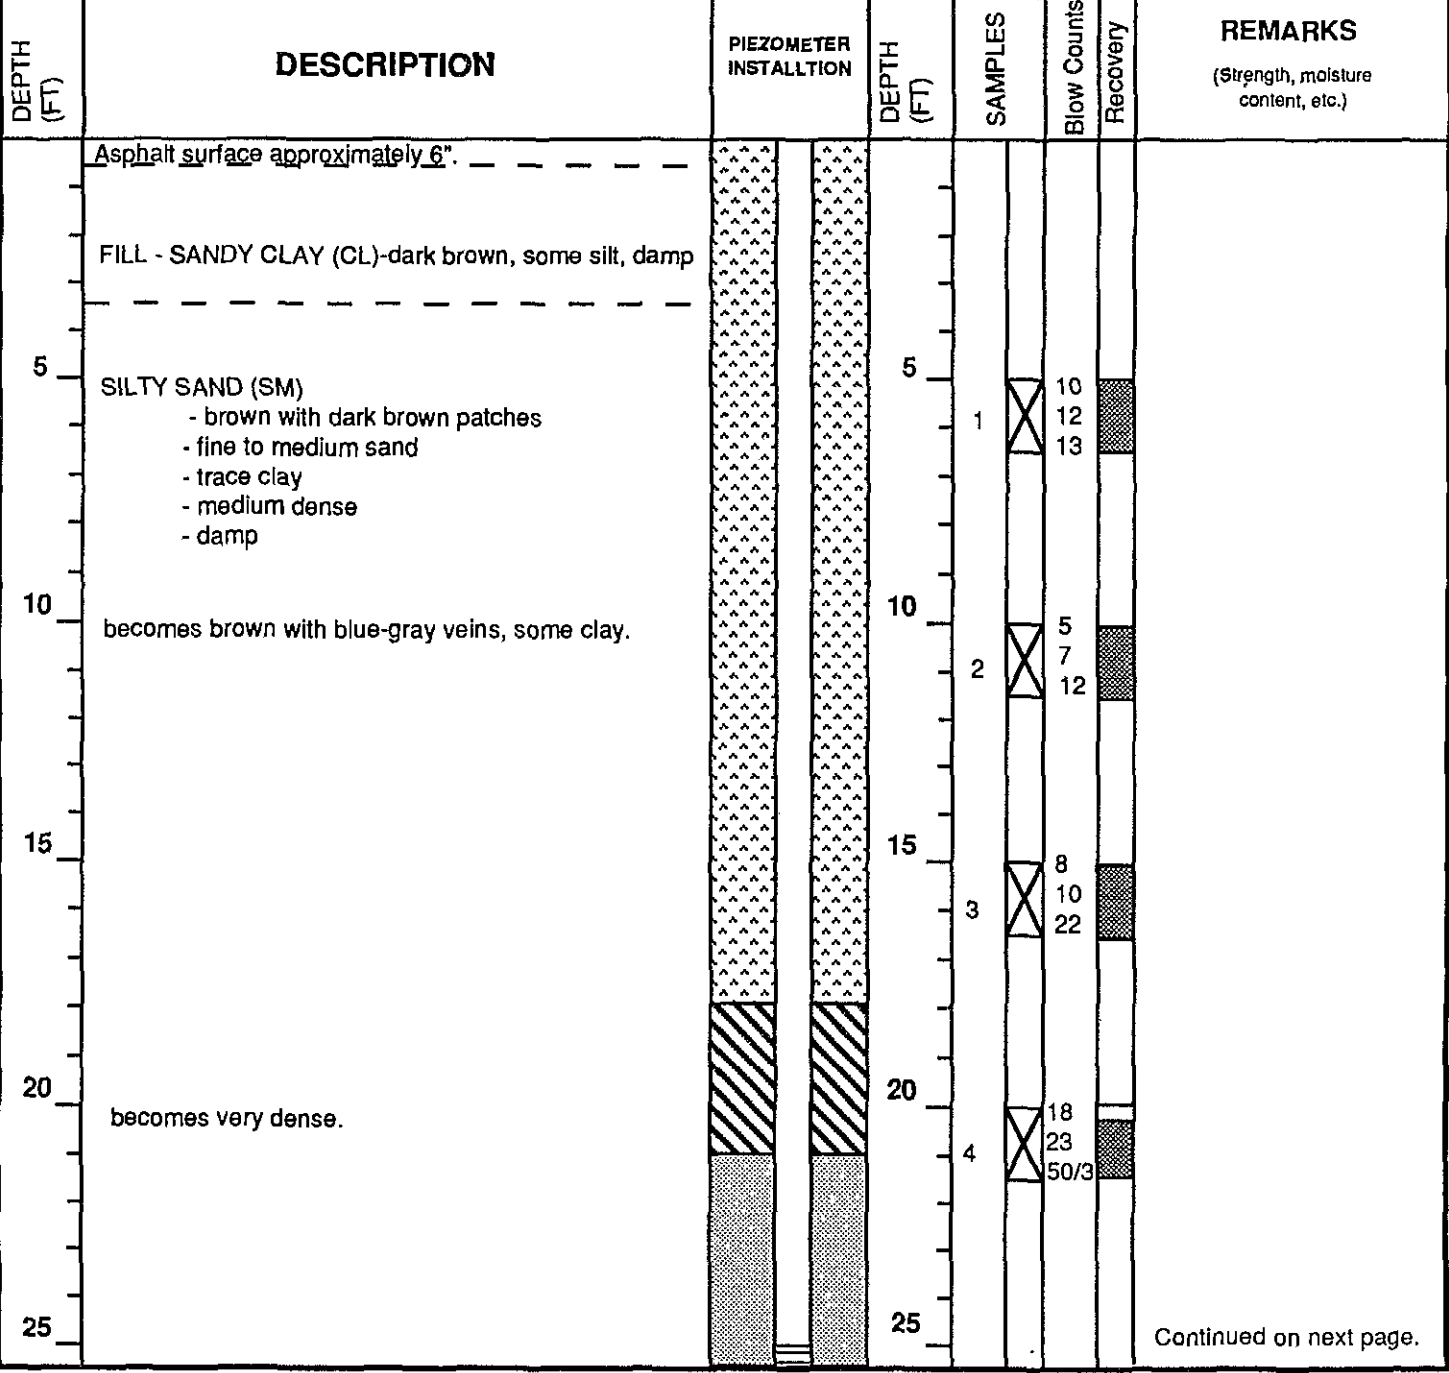 DEPTH
(FT)
DESCRIPTION
PIEZOMETER
INSTALLTION
DEPTH
(FT)
SAMPLES
Blow Counts
Recovery
REMARKS
(Strength, moisture
content, etc.)
Asphalt surface approximately 6".
FILL - SANDY CLAY (CL)-dark brown, some silt, damp
5
5
SILTY SAND (SM)
- brown with dark brown patches
- fine to medium sand
- trace clay
- medium dense
- damp
1
10
12
13
10
10
becomes brown with blue-gray veins, some clay.
2
5
7
12
15
15
3
8
10
22
20
20
becomes very dense.
4
18
23
50/3
25
25
Continued on next page.